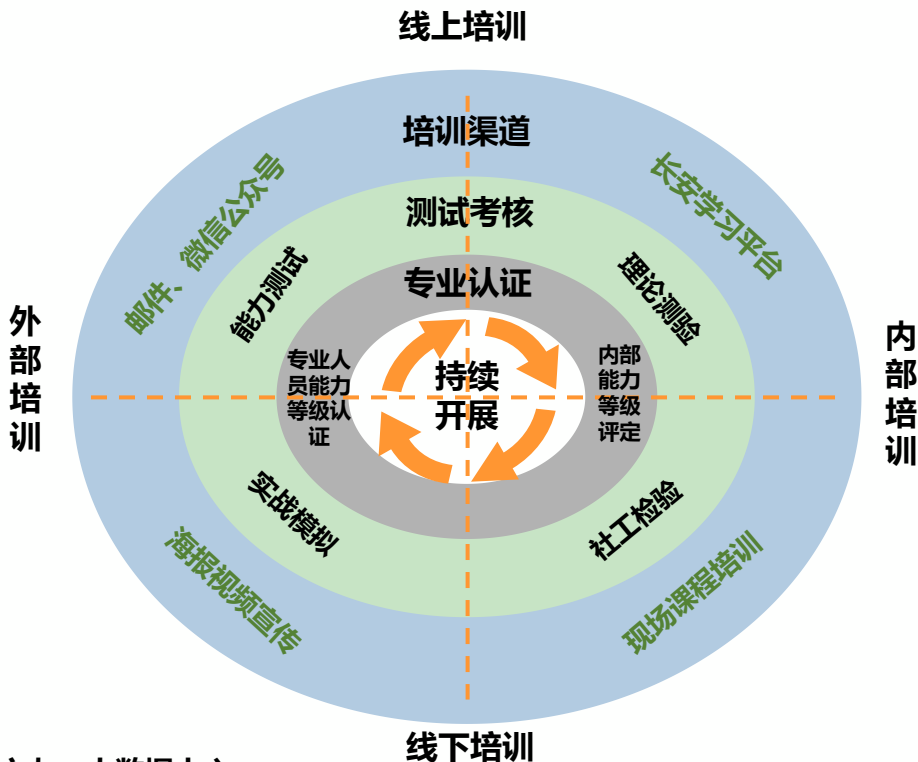 线上培训
培训渠道
邮件、微信公众号
长安学习平台
测试考核
能力测试
理论测验
专业认证
外
部
培
训
内
部
培
训
专业人
员能力
等级认
证
持续
开展
内部
能力
等级
评定
实战模拟
社工检验
海报视频宣传
现场课程培训
线下培训